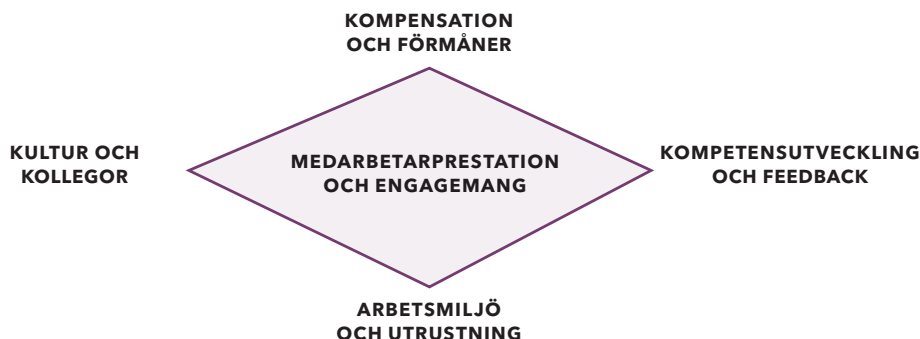 KOMPENSATION
OCH FÖRMÅNER
KULTUR OCH
KOLLEGOR
MEDARBETARPRESTATION
OCH ENGAGEMANG
KOMPETENSUTVECKLING
OCH FEEDBACK
ARBETSMILJÖ
OCH UTRUSTNING